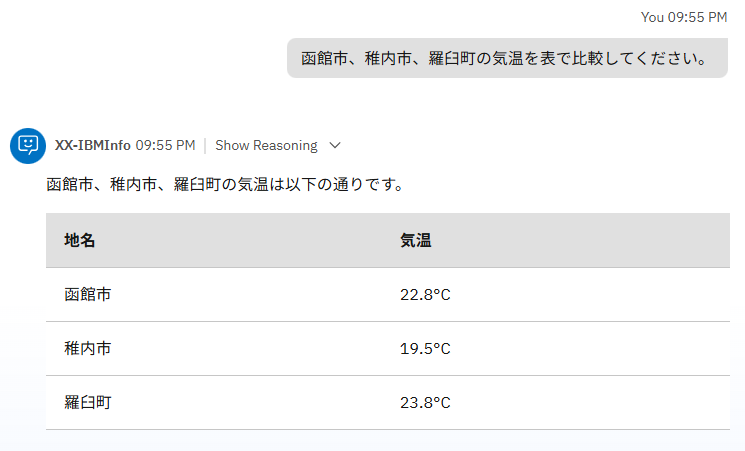 You 09:55 PM
函館市、稚内市、羅臼町の気温を表で比較してください。
XX-IBMInfo 09:55 PM | Show Reasoning
函館市、稚内市、羅臼町の気温は以下の通りです。
地名 気温
函館市 22.8°C
稚内市 19.5°C
羅臼町 23.8°C